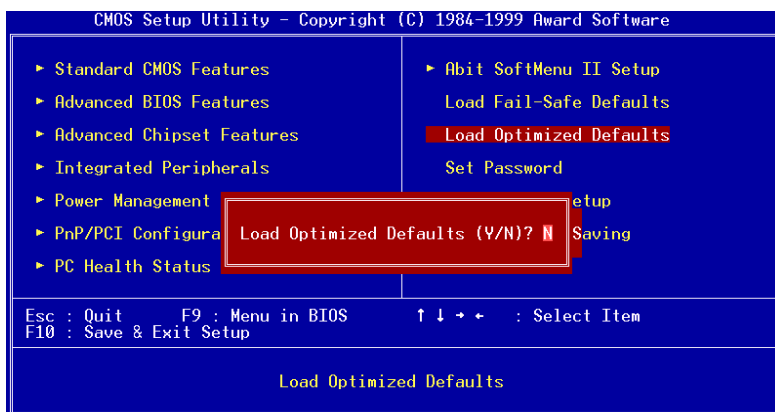 CMOS Setup Utility - Copyright (C) 1984-1999 Award Software
► Standard CMOS Features
► Advanced BIOS Features
► Advanced Chipset Features
► Integrated Peripherals
► Power Management
► PnP/PCI Configura
► PC Health Status
► Abit SoftMenu II Setup
Load Fail-Safe Defaults
Load Optimized Defaults
Set Password
etup
Saving
Load Optimized Defaults (Y/N)? N
Esc : Quit F9 : Menu in BIOS ↑ ↓ → ← : Select Item
F10 : Save & Exit Setup
Load Optimized Defaults